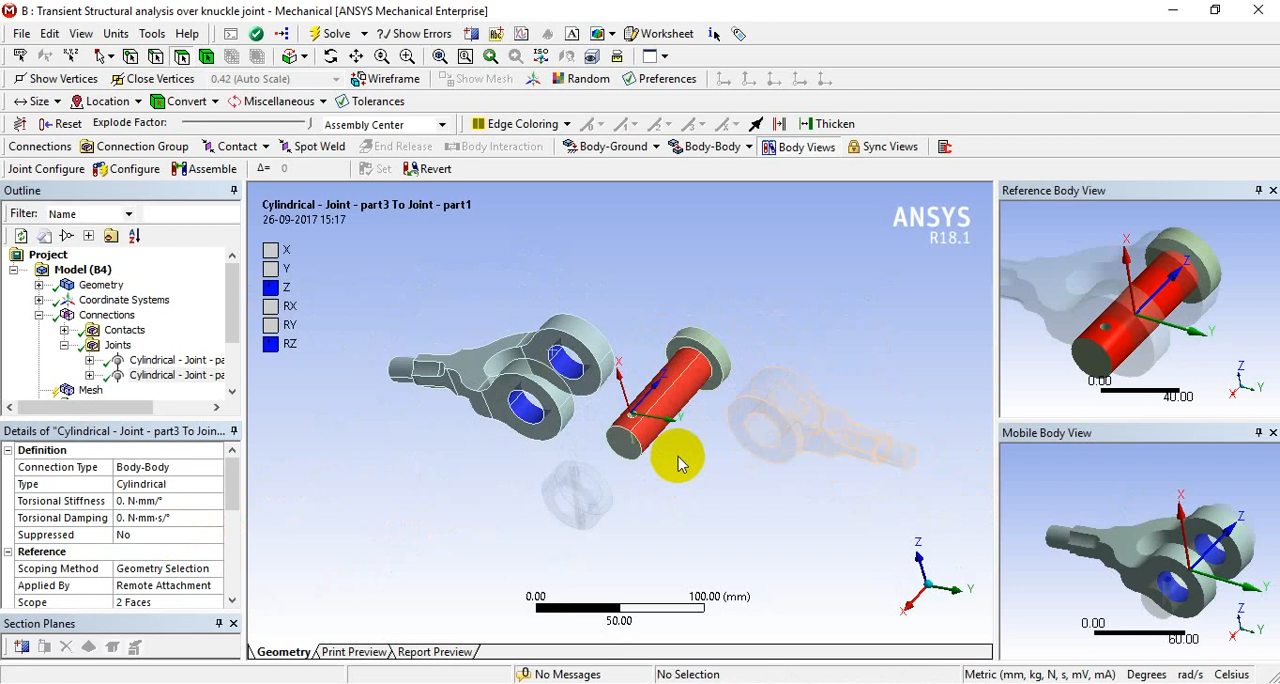 B : Transient Structural analysis over knuckle joint - Mechanical [ANSYS Mechanical Enterprise]
File Edit View Units Tools Help Solve ?/ Show Errors A Worksheet i
Show Vertices Close Vertices 0.42 (Auto Scale) Wireframe Show Mesh Random Preferences
Size Location Convert Miscellaneous Tolerances
Reset Explode Factor: Assembly Center Edge Coloring Thicken
Connections Connection Group Contact Spot Weld End Release Body Interaction Body-Ground Body-Body Body Views Sync Views
Joint Configure Configure Assemble Δ= 0 Set Revert
Outline
Filter: Name
Project
Model (B4)
Geometry
Coordinate Systems
Connections
Contacts
Joints
Cylindrical - Joint - pa
Cylindrical - Joint - pa
Mesh
Details of "Cylindrical - Joint - part3 To Join...
Definition
Connection Type Body-Body
Type Cylindrical
Torsional Stiffness 0. N·mm/°
Torsional Damping 0. N·mm·s/°
Suppressed No
Reference
Scoping Method Geometry Selection
Applied By Remote Attachment
Scope 2 Faces
Section Planes
Cylindrical - Joint - part3 To Joint - part1
26-09-2017 15:17
X
Y
Z
RX
RY
RZ
ANSYS
R18.1
X
Z
Y
Z
Y
X
0.00 100.00 (mm)
50.00
Geometry Print Preview Report Preview
Reference Body View
X
Z
Y
0.00
40.00
Z
Y
X
Mobile Body View
X
Z
Y
0.00
60.00
Z
Y
X
No Messages No Selection Metric (mm, kg, N, s, mV, mA) Degrees rad/s Celsius